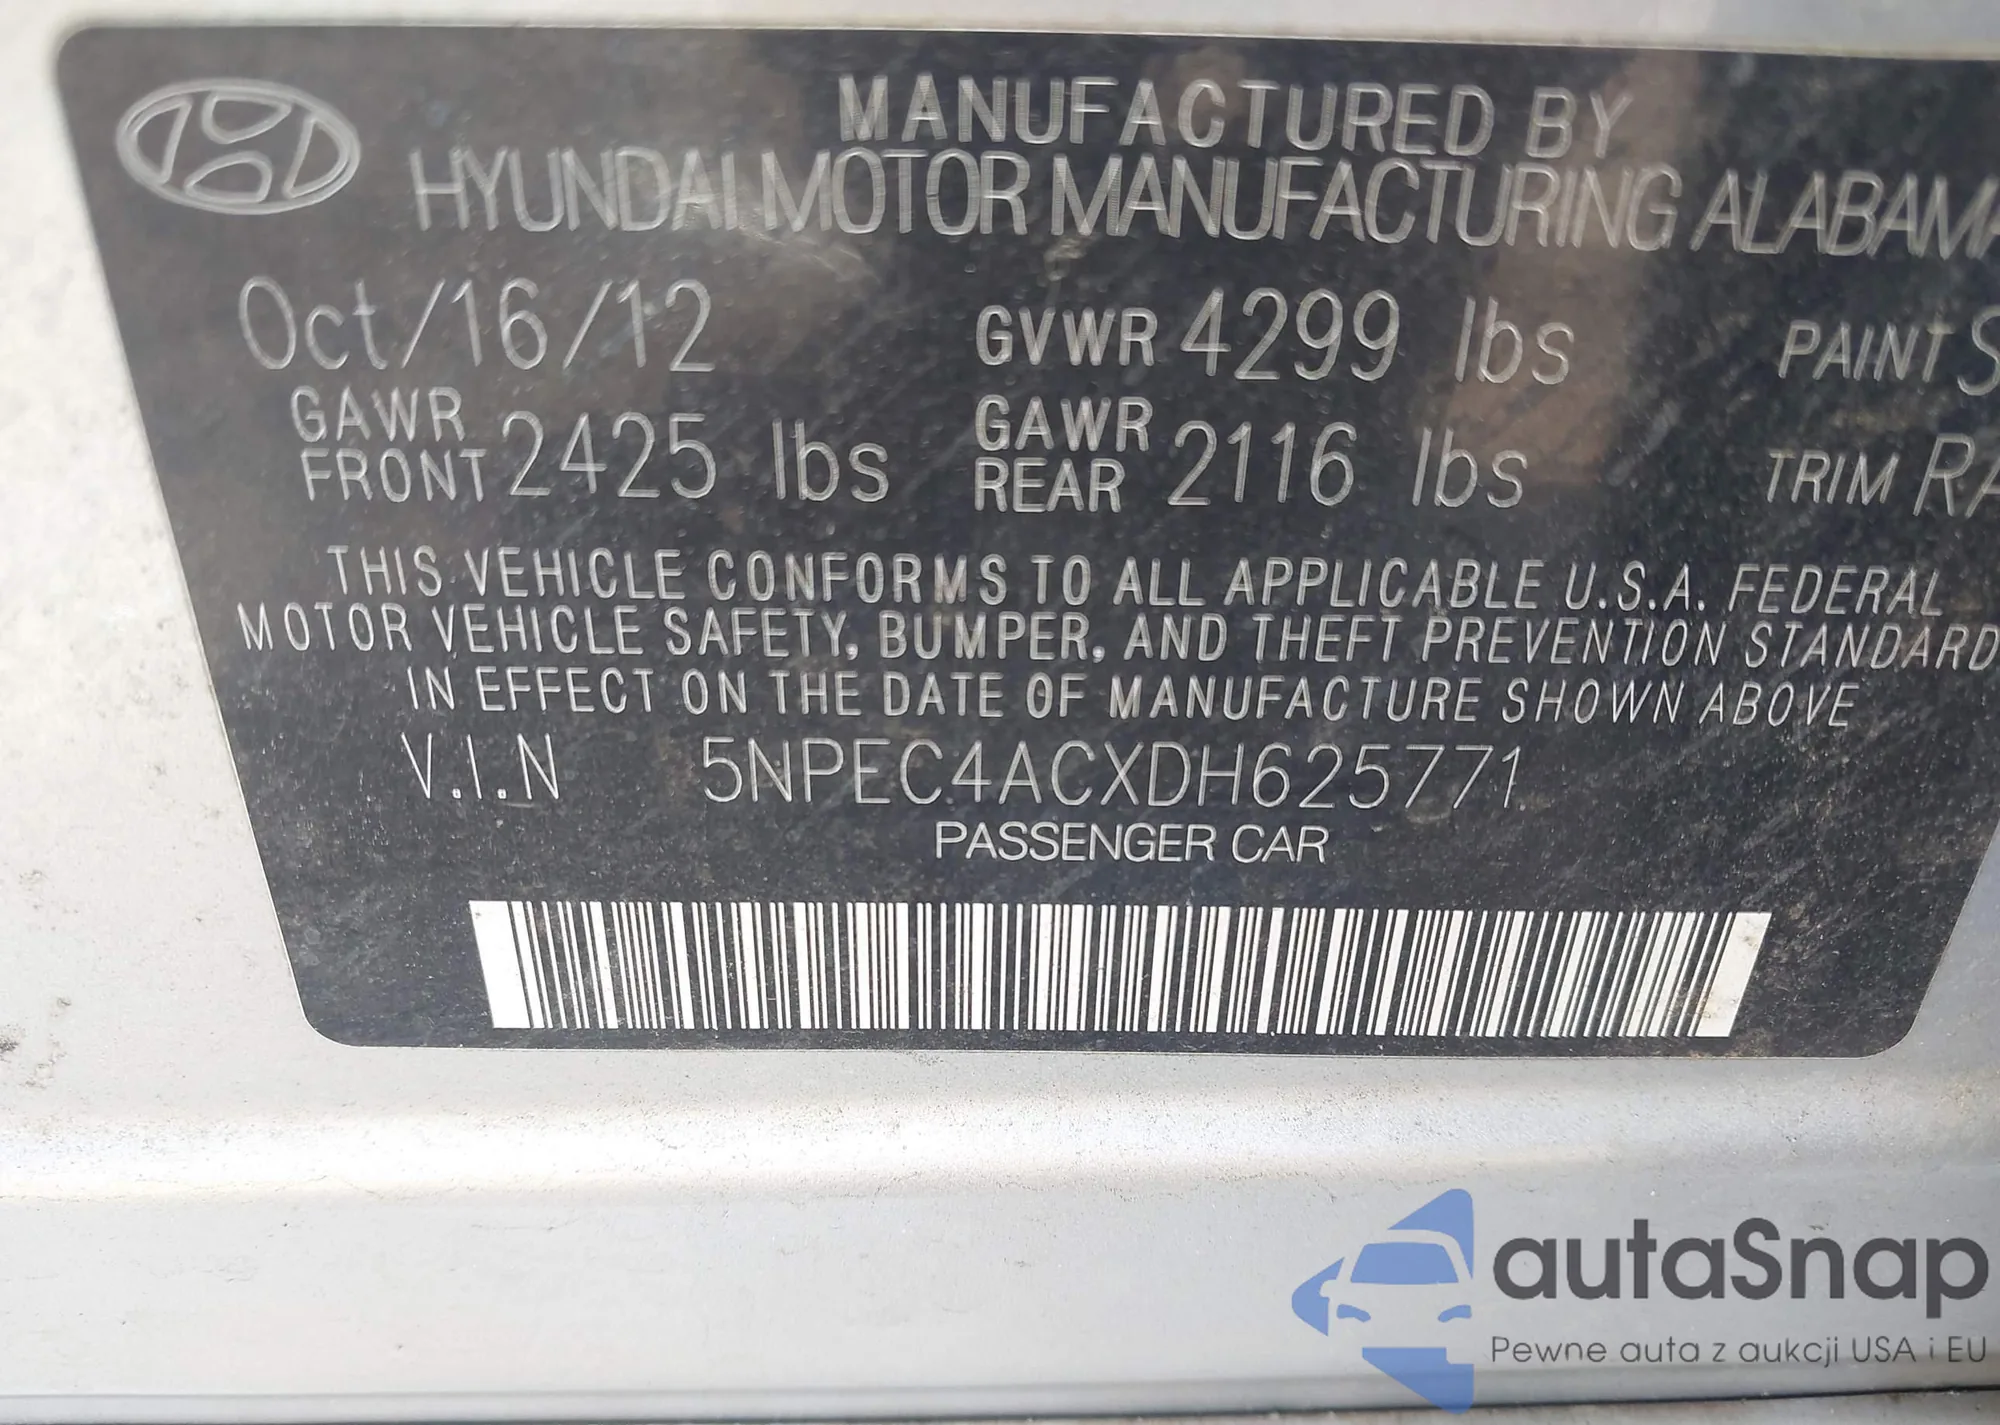 MANUFACTURED BY
HYUNDAI MOTOR MANUFACTURING ALABAMA
Oct/16/12 GVWR 4299 lbs PAINT S
GAWR FRONT 2425 lbs GAWR REAR 2116 lbs TRIM RA
THIS VEHICLE CONFORMS TO ALL APPLICABLE U.S.A. FEDERAL
MOTOR VEHICLE SAFETY, BUMPER, AND THEFT PREVENTION STANDARD
IN EFFECT ON THE DATE OF MANUFACTURE SHOWN ABOVE
V.I.N 5NPEC4ACXDH625771
PASSENGER CAR
autaSnap
Pewne auta z aukcji USA i EU